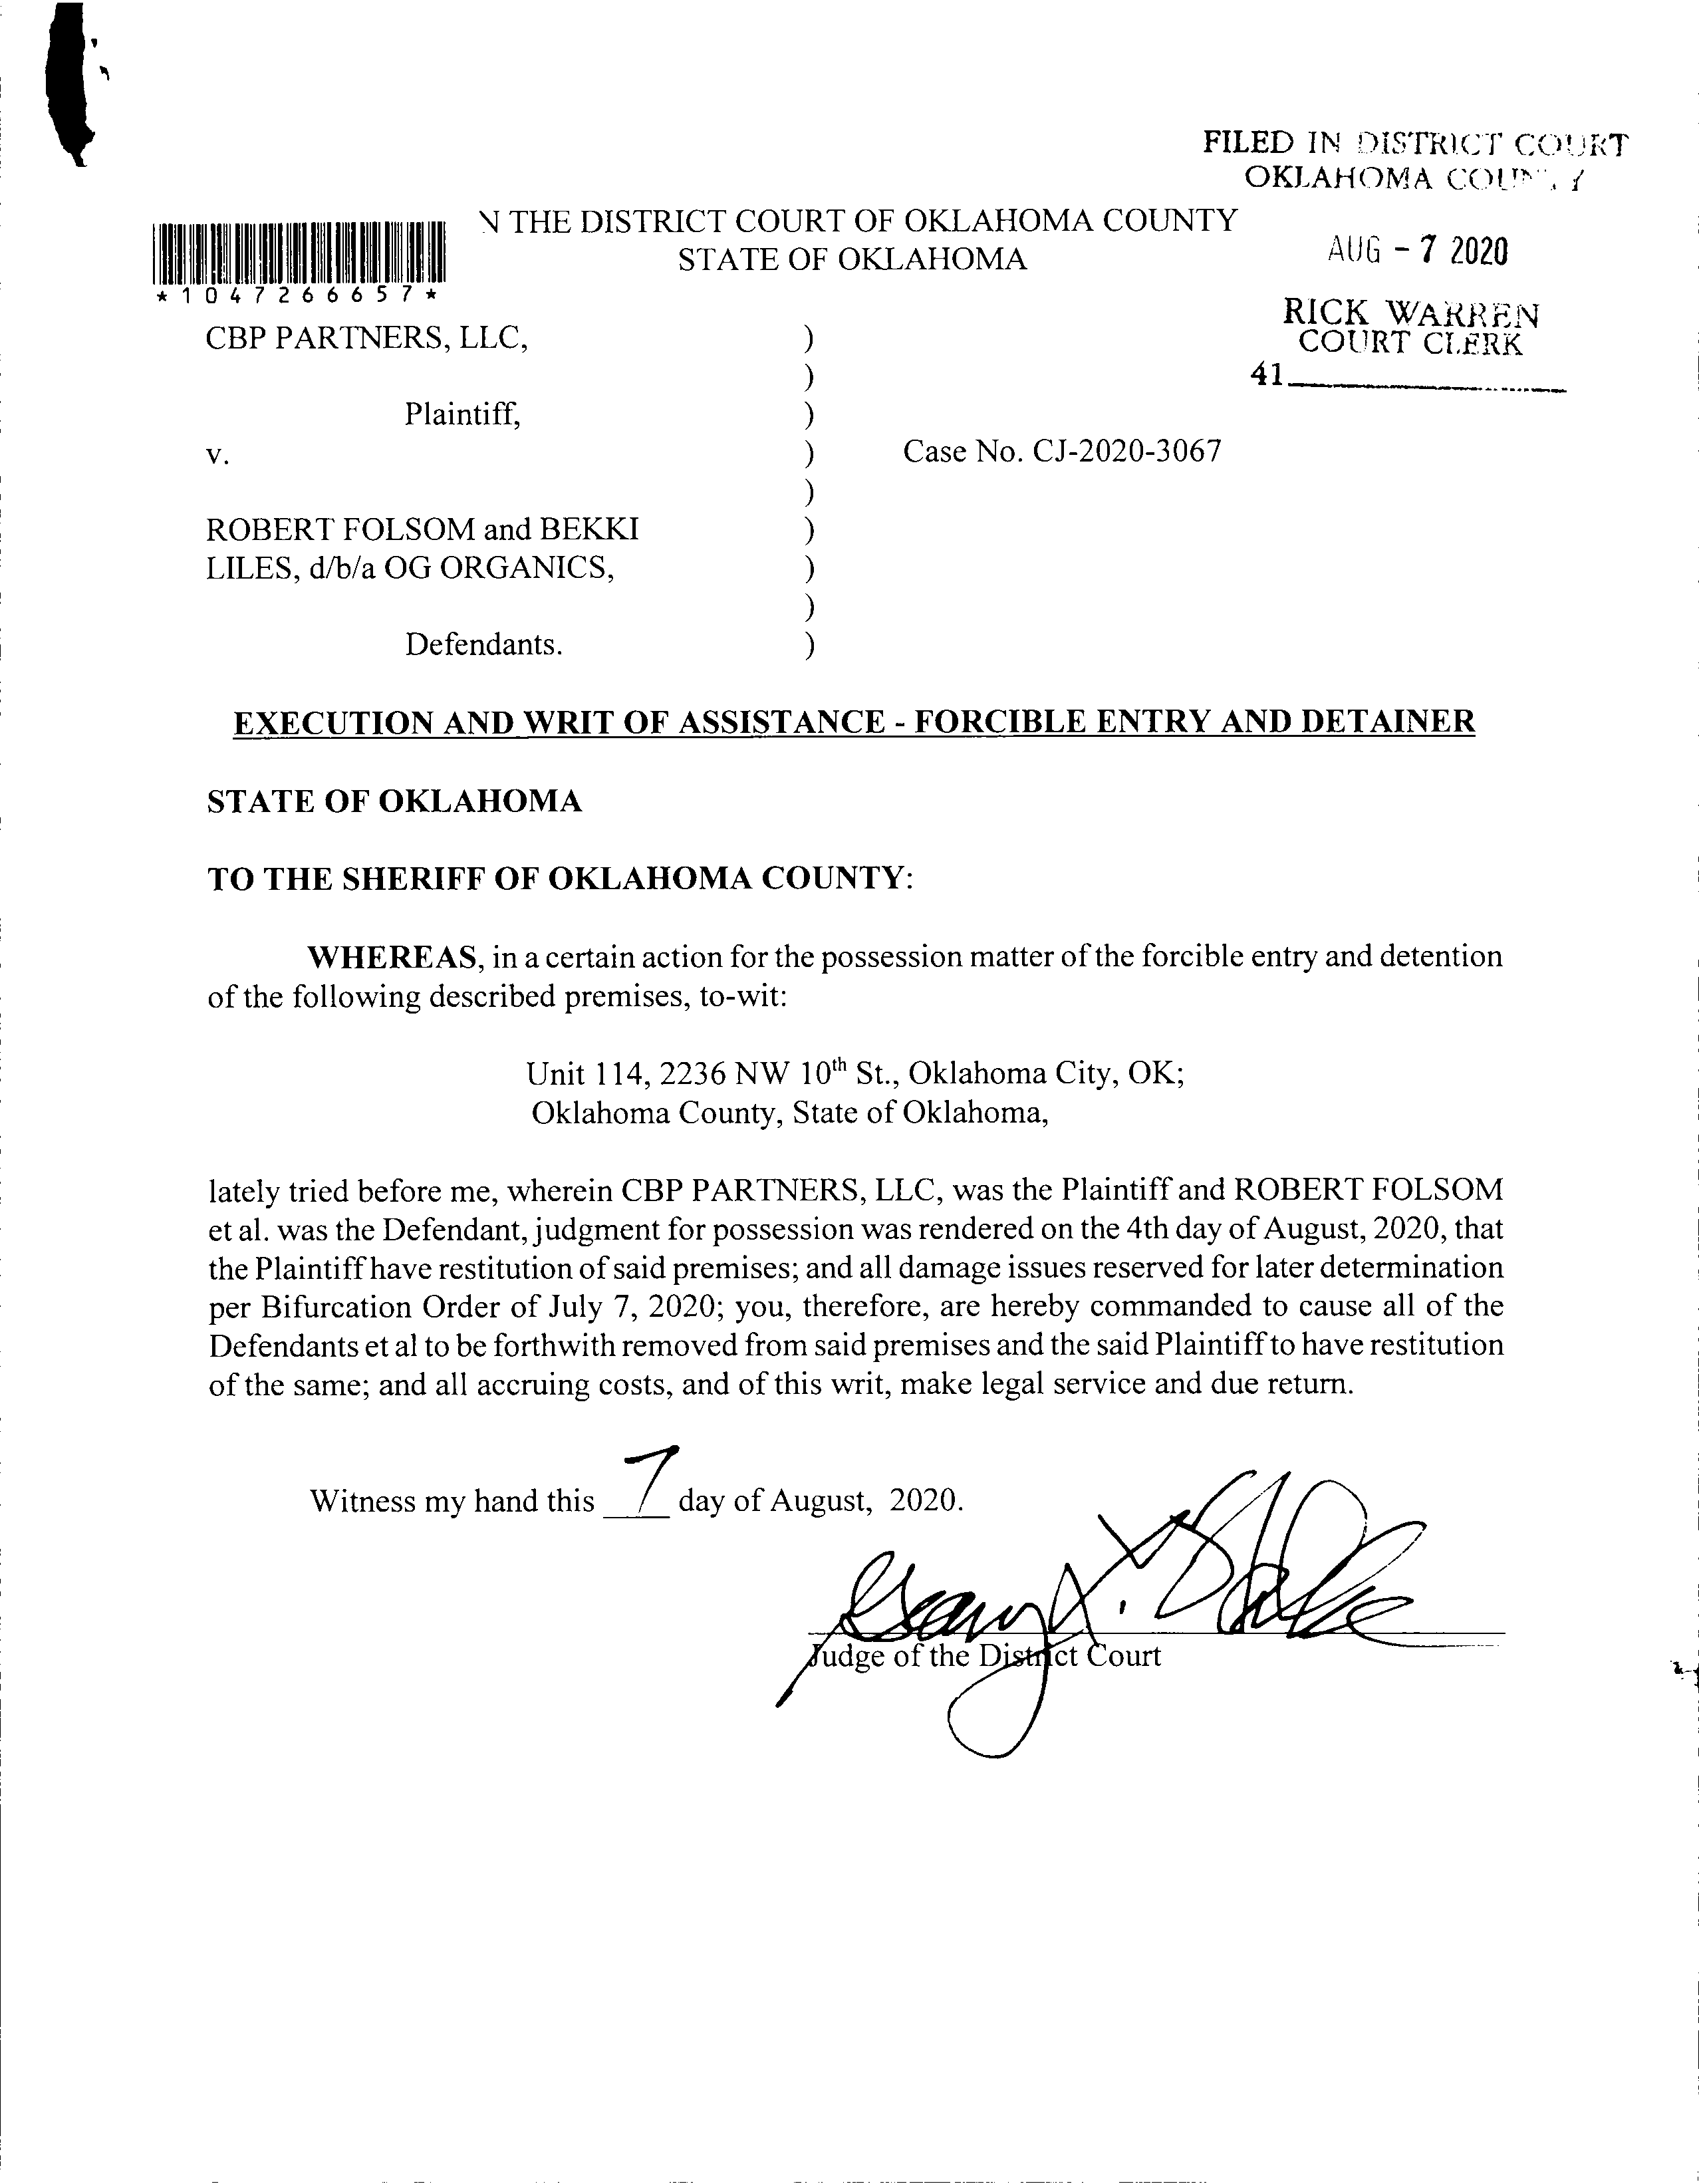 FILED IN DISTRICT COURT
OKLAHOMA COUNTY
N THE DISTRICT COURT OF OKLAHOMA COUNTY
STATE OF OKLAHOMA
AUG - 7 2020
*1047266657*
RICK WARREN
COURT CLERK
41
CBP PARTNERS, LLC, )
)
Plaintiff, )
v. ) Case No. CJ-2020-3067
)
ROBERT FOLSOM and BEKKI )
LILES, d/b/a OG ORGANICS, )
)
Defendants. )
EXECUTION AND WRIT OF ASSISTANCE - FORCIBLE ENTRY AND DETAINER
STATE OF OKLAHOMA
TO THE SHERIFF OF OKLAHOMA COUNTY:
WHEREAS, in a certain action for the possession matter of the forcible entry and detention
of the following described premises, to-wit:
Unit 114, 2236 NW 10th St., Oklahoma City, OK;
Oklahoma County, State of Oklahoma,
lately tried before me, wherein CBP PARTNERS, LLC, was the Plaintiff and ROBERT FOLSOM
et al. was the Defendant, judgment for possession was rendered on the 4th day of August, 2020, that
the Plaintiff have restitution of said premises; and all damage issues reserved for later determination
per Bifurcation Order of July 7, 2020; you, therefore, are hereby commanded to cause all of the
Defendants et al to be forthwith removed from said premises and the said Plaintiff to have restitution
of the same; and all accruing costs, and of this writ, make legal service and due return.
Witness my hand this 7 day of August, 2020.
Judge of the District Court